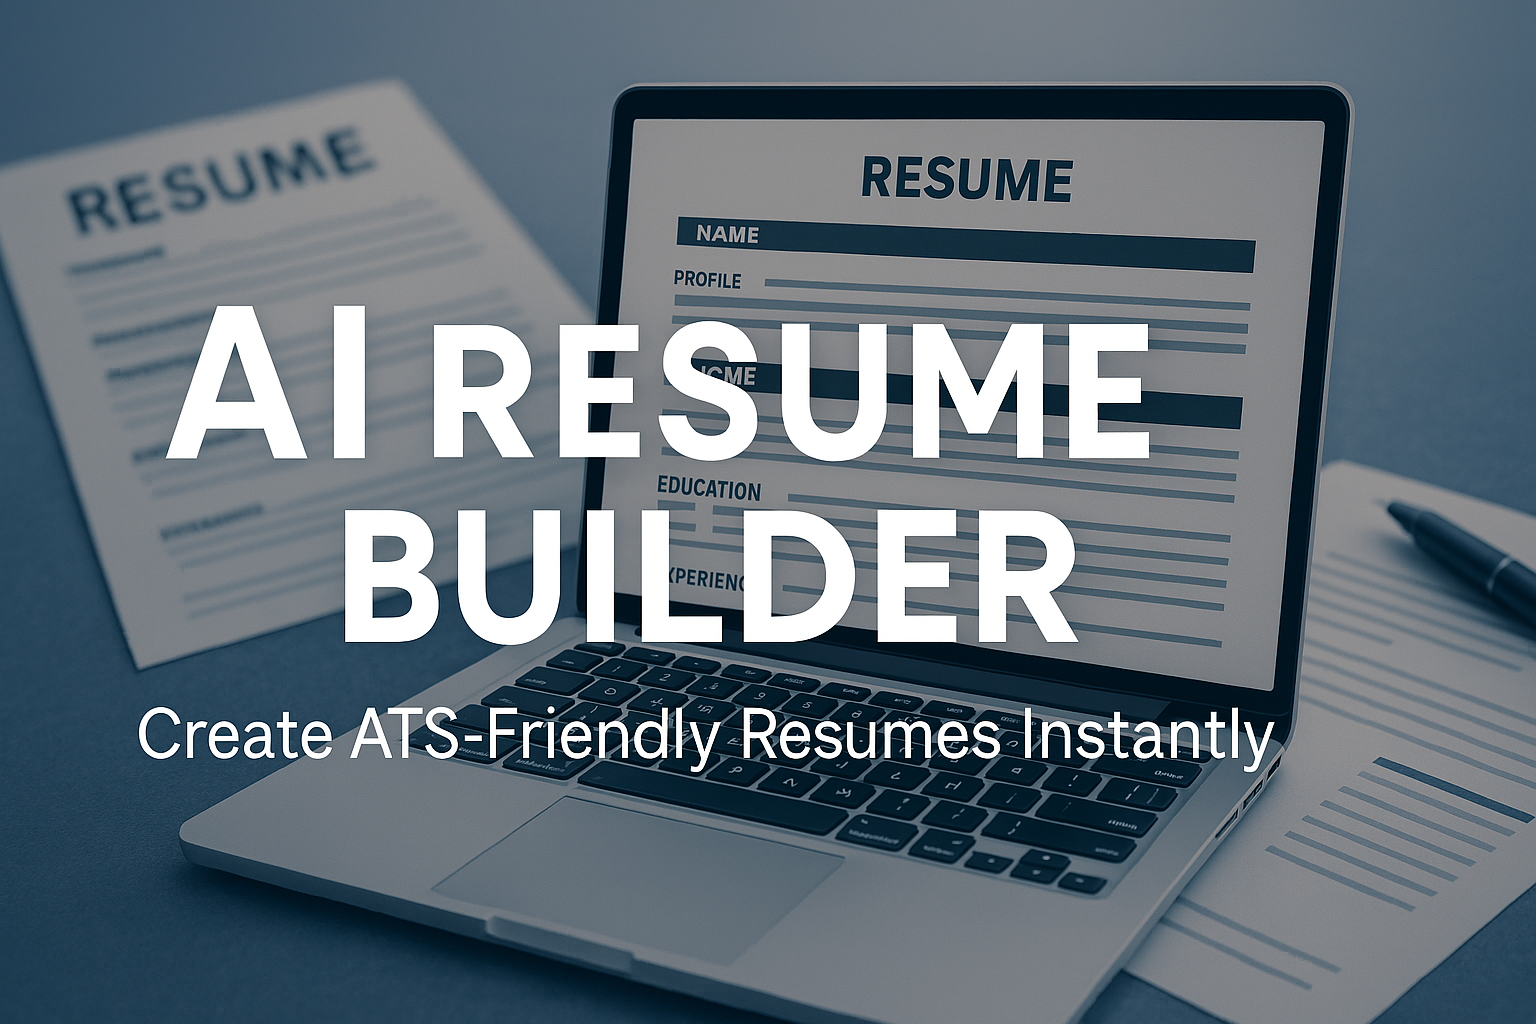 RESUME
RESUME
NAME
PROFILE
AI RESUME
EDUCATION
BUILDER
Create ATS-Friendly Resumes Instantly